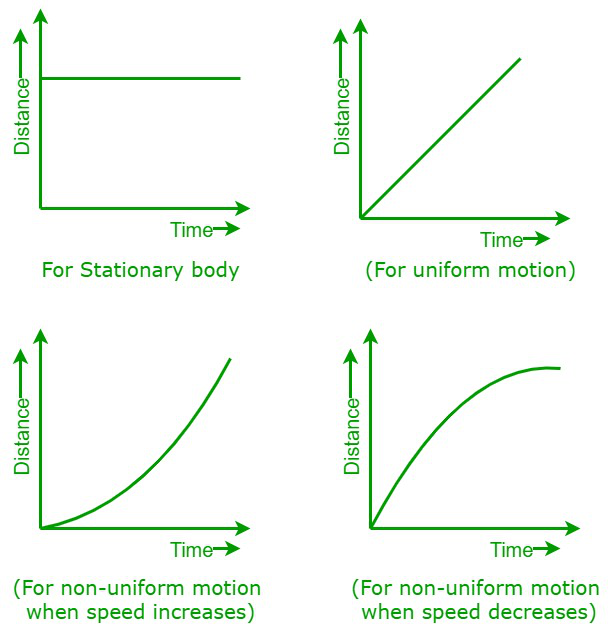 Distance
Time
For Stationary body
Distance
Time
(For uniform motion)
Distance
Time
(For non-uniform motion
when speed increases)
Distance
Time
(For non-uniform motion
when speed decreases)